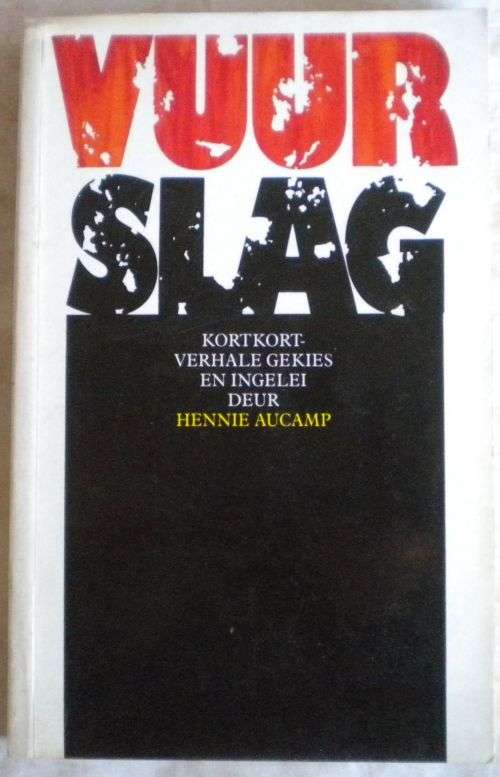 VUUR
SLAG
KORTKORT-
VERHALE GEKIES
EN INGELEI
DEUR
HENNIE AUCAMP